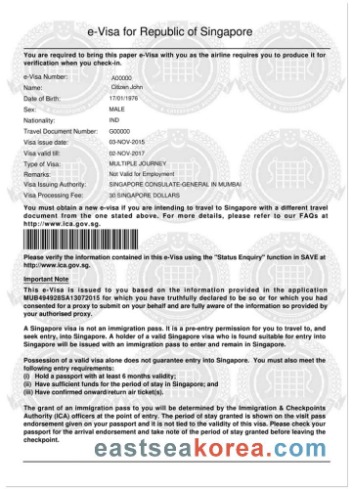 e-Visa for Republic of Singapore
You are required to bring this paper e-Visa with you as the airline requires you to produce it for
verification when you check-in.
e-Visa Number: A00000
Name: Citizen John
Date of Birth: 17/01/1976
Sex: MALE
Nationality: IND
Travel Document Number: G00000
Visa issue date: 03-NOV-2015
Visa valid till: 02-NOV-2017
Type of Visa: MULTIPLE JOURNEY
Remarks: Not Valid for Employment
Visa Issuing Authority: SINGAPORE CONSULATE-GENERAL IN MUMBAI
Visa Processing Fee: 30 SINGAPORE DOLLARS
You must obtain a new e-visa if you are intending to travel to Singapore with a different travel
document from the one stated above. For more details, please refer to our FAQs at
http://www.ica.gov.sg.
Please verify the information contained in this e-Visa using the "Status Enquiry" function in SAVE at
http://www.ica.gov.sg.
Important Note
This e-Visa is issued to you based on the information provided in the application
MUB494928SA13072015 for which you have truthfully declared to be so or for which you had
consented for a proxy to submit on your behalf and are fully aware of the information so provided by
your authorised proxy.
A Singapore visa is not an immigration pass. It is a pre-entry permission for you to travel to, and
seek entry, into Singapore. A holder of a valid Singapore visa who is found suitable for entry into
Singapore will be issued with an immigration pass to enter and remain in Singapore.
Possession of a valid visa alone does not guarantee entry into Singapore. You must also meet the
following entry requirements:
(i) Hold a passport with at least 6 months validity;
(ii) Have sufficient funds for the period of stay in Singapore; and
(iii) Have confirmed onward/return air ticket(s).
The grant of an immigration pass to you will be determined by the Immigration & Checkpoints
Authority (ICA) officers at the point of entry. The period of stay granted is shown on the visit pass
endorsement given on your passport and it is not tied to the validity of this visa. Please check your
passport for the arrival endorsement and take note of the period of stay granted before leaving the
checkpoint.
eastseakorea.com